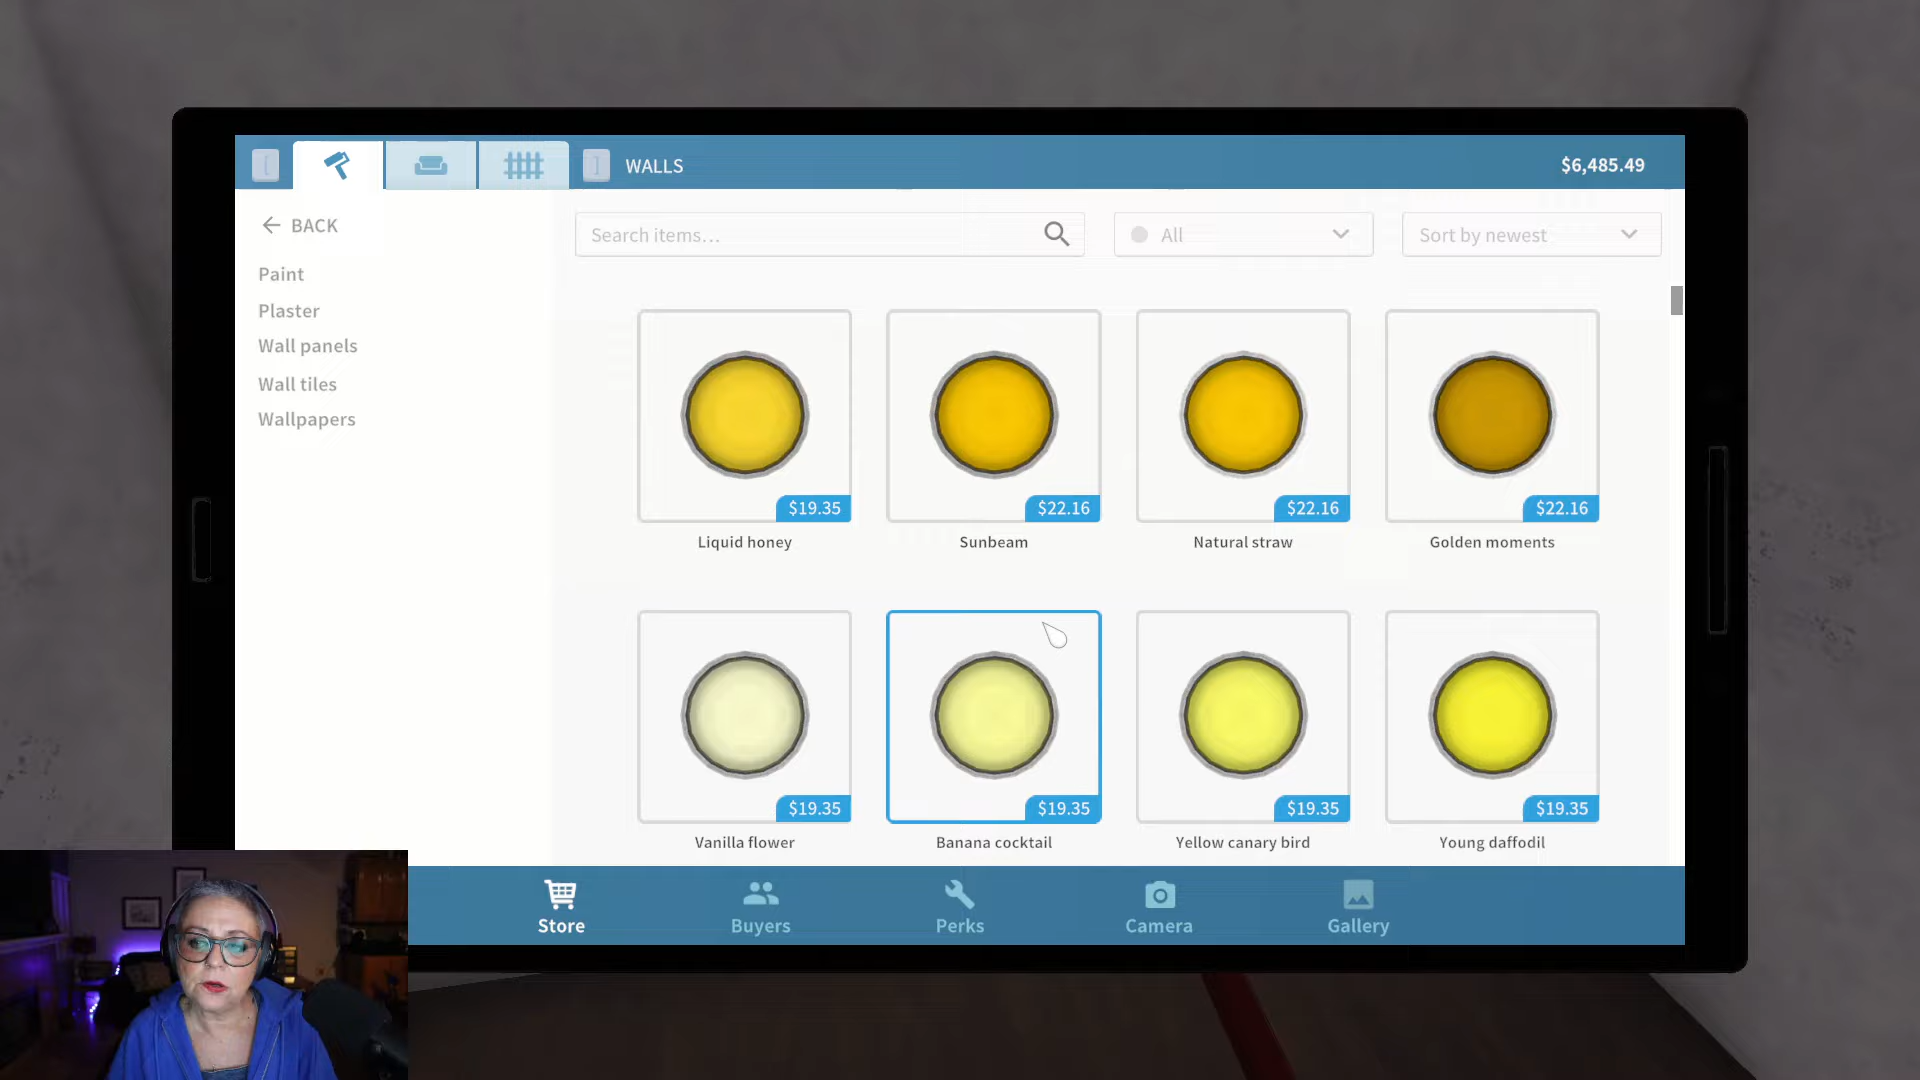 [ ] WALLS $6,485.49
BACK
Search items... All Sort by newest
Paint
Plaster
Wall panels
Wall tiles
Wallpapers
$19.35 $22.16 $22.16 $22.16
Liquid honey Sunbeam Natural straw Golden moments
$19.35 $19.35 $19.35 $19.35
Vanilla flower Banana cocktail Yellow canary bird Young daffodil
Store Buyers Perks Camera Gallery